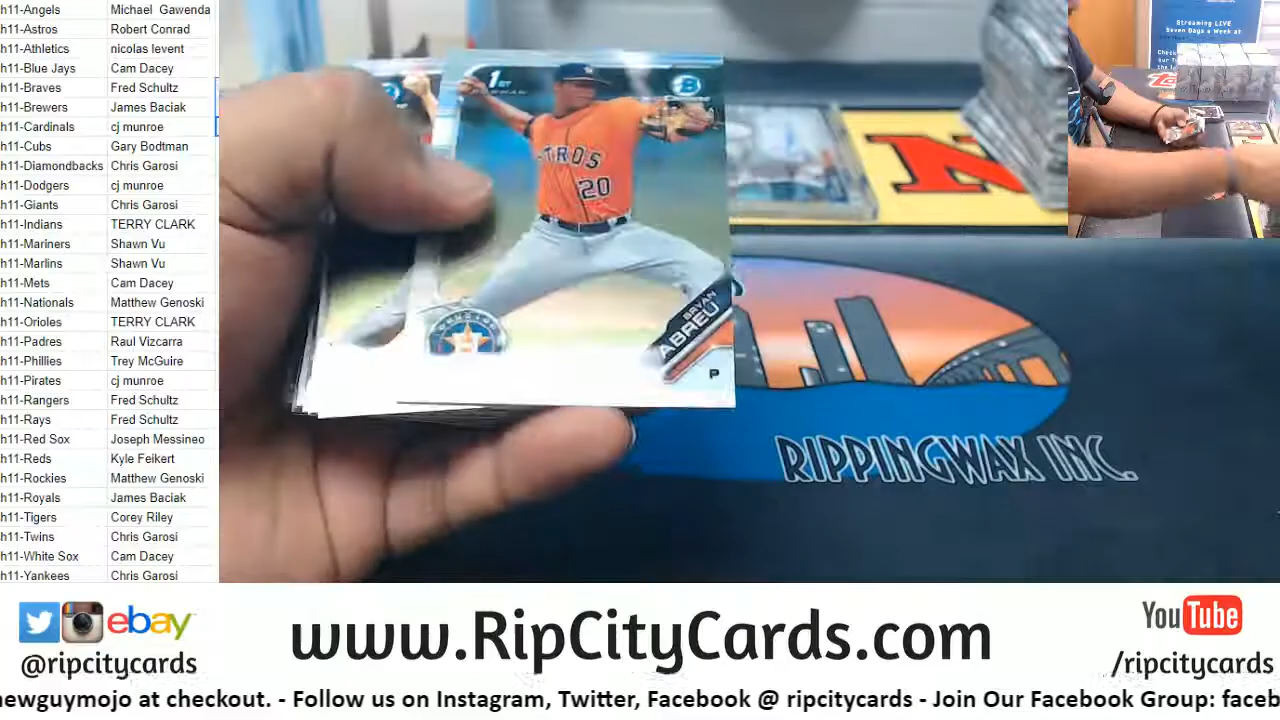 h11-Angels Michael Gawenda
h11-Astros Robert Conrad
h11-Athletics nicolas levent
h11-Blue Jays Cam Dacey
h11-Braves Fred Schultz
h11-Brewers James Baciak
h11-Cardinals cj munroe
h11-Cubs Gary Bodtman
h11-Diamondbacks Chris Garosi
h11-Dodgers cj munroe
h11-Giants Chris Garosi
h11-Indians TERRY CLARK
h11-Mariners Shawn Vu
h11-Marlins Shawn Vu
h11-Mets Cam Dacey
h11-Nationals Matthew Genoski
h11-Orioles TERRY CLARK
h11-Padres Raul Vizcarra
h11-Phillies Trey McGuire
h11-Pirates cj munroe
h11-Rangers Fred Schultz
h11-Rays Fred Schultz
h11-Red Sox Joseph Messineo
h11-Reds Kyle Feikert
h11-Rockies Matthew Genoski
h11-Royals James Baciak
h11-Tigers Corey Riley
h11-Twins Chris Garosi
h11-White Sox Cam Dacey
h11-Yankees Chris Garosi
1ST
BOWMAN
B
STROS
20
BRYAN
ABREU
P
N
RIPPINGWAX INC.
Streaming LIVE
Seven Days a Week at
ebay
@ripcitycards
www.RipCityCards.com
YouTube
/ripcitycards
newguymojo at checkout. - Follow us on Instagram, Twitter, Facebook @ ripcitycards - Join Our Facebook Group: faceb